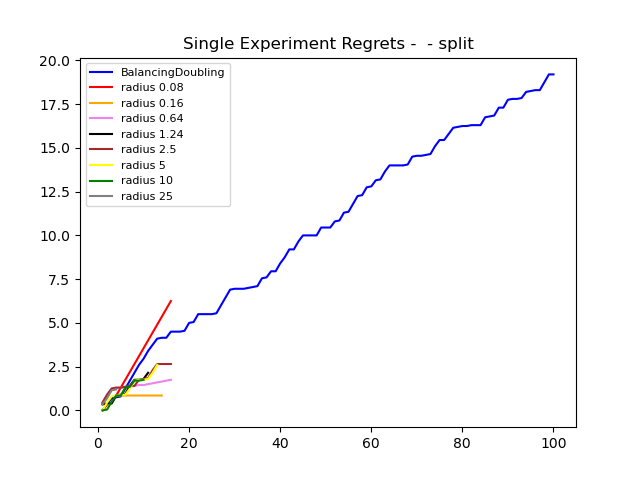 Single Experiment Regrets -  - split
20.0
17.5
15.0
12.5
10.0
7.5
5.0
2.5
0.0
BalancingDoubling
radius 0.08
radius 0.16
radius 0.64
radius 1.24
radius 2.5
radius 5
radius 10
radius 25
0 20 40 60 80 100